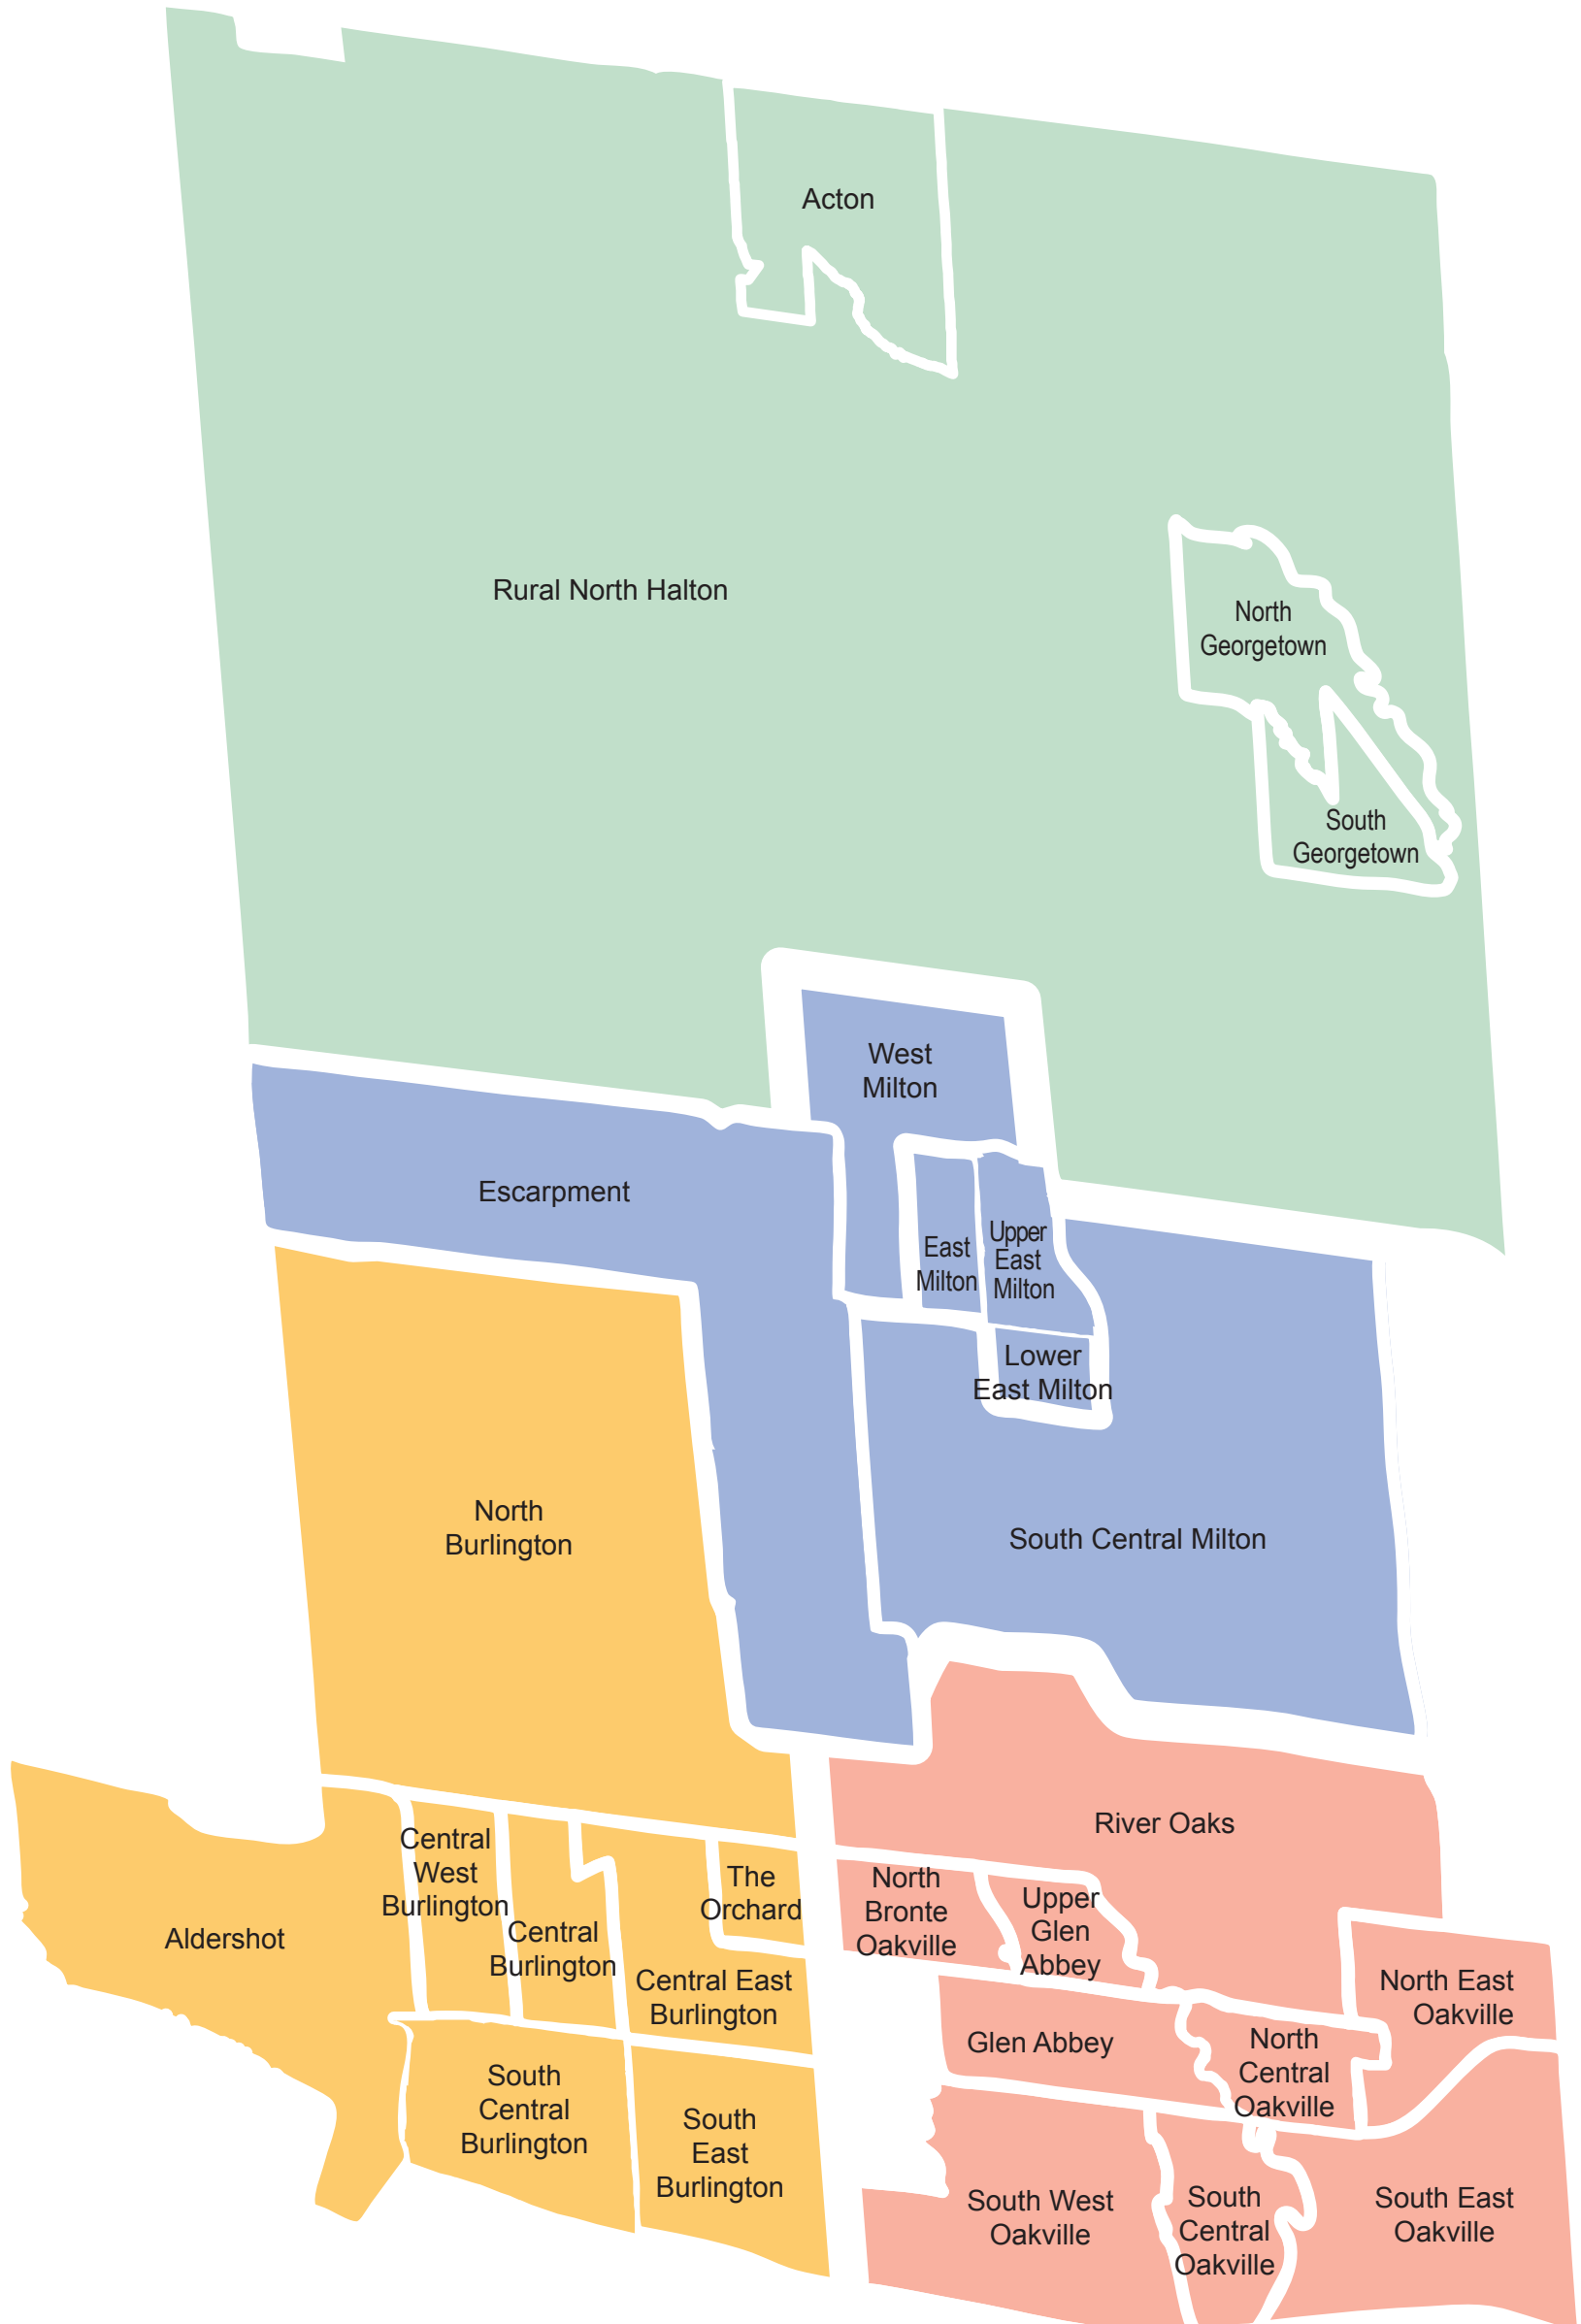 Acton
Rural North Halton
North
Georgetown
South
Georgetown
West
Milton
Escarpment
East
Milton
Upper
East
Milton
Lower
East Milton
North
Burlington
South Central Milton
River Oaks
Central
West
Burlington
The
Orchard
North
Bronte
Oakville
Upper
Glen
Abbey
Aldershot
Central
Burlington
Central East
Burlington
North East
Oakville
Glen Abbey
North
Central
Oakville
South
Central
Burlington
South
East
Burlington
South West
Oakville
South
Central
Oakville
South East
Oakville